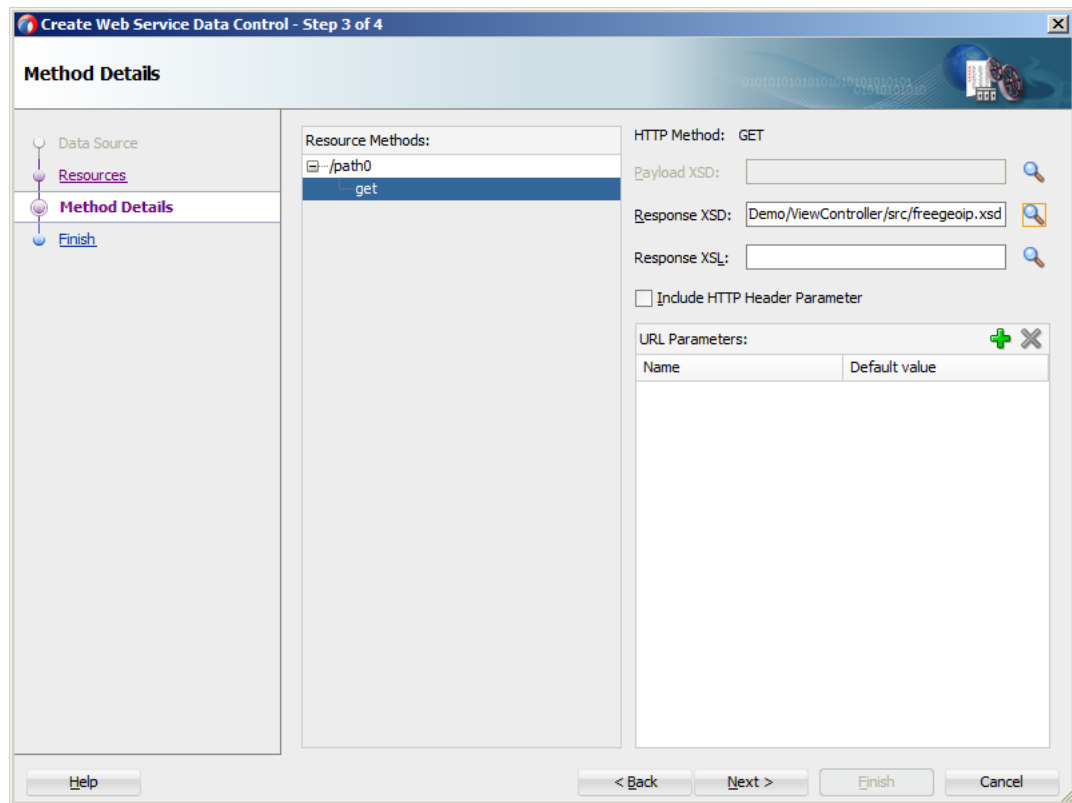 Create Web Service Data Control - Step 3 of 4
Method Details
Data Source
Resources
Method Details
Finish
Resource Methods:
/path0
get
HTTP Method: GET
Payload XSD:
Response XSD: Demo/ViewController/src/freegeoip.xsd
Response XSL:
Include HTTP Header Parameter
URL Parameters:
Name Default value
Help < Back Next > Finish Cancel